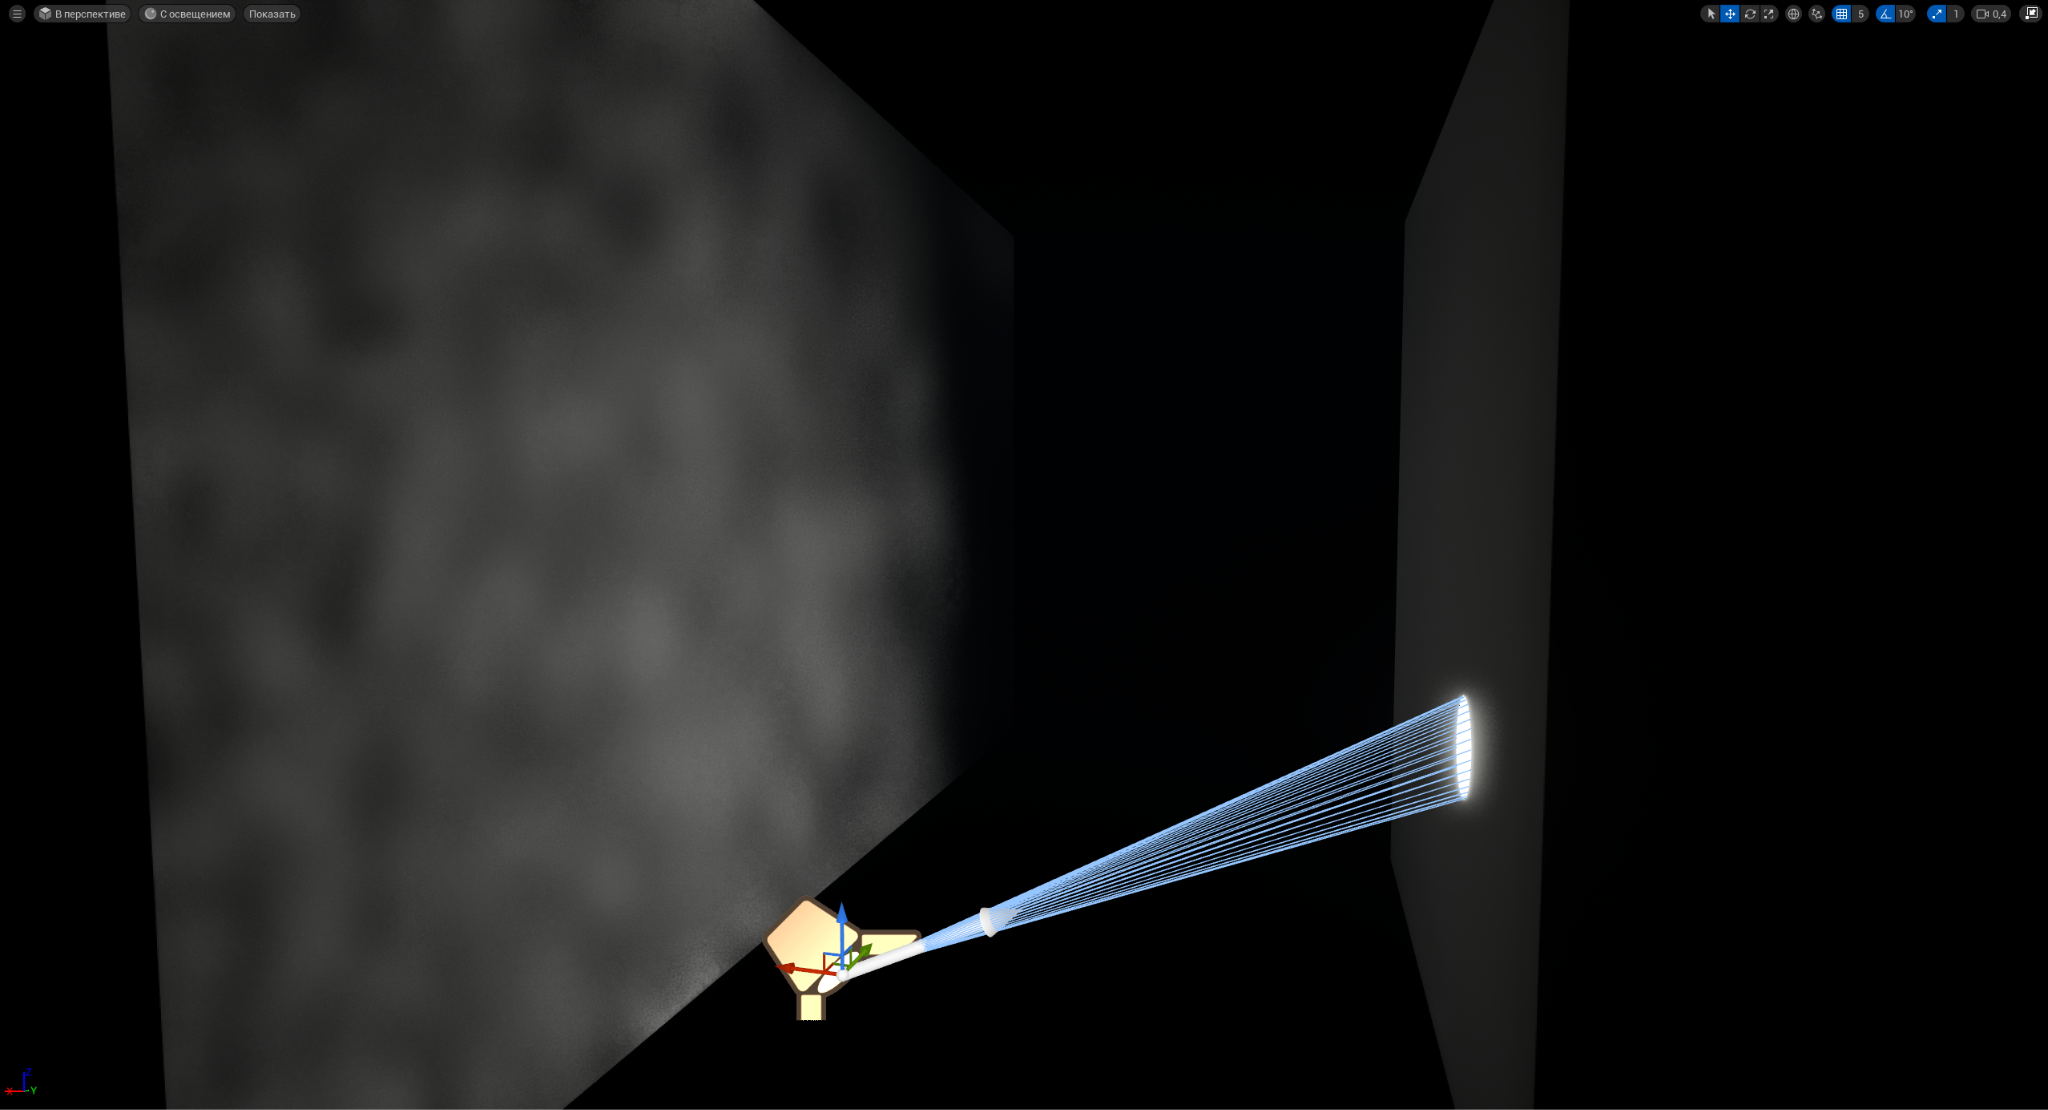 В перспективе
С освещением
Показать
5
10°
1
0,4
Z
X
Y